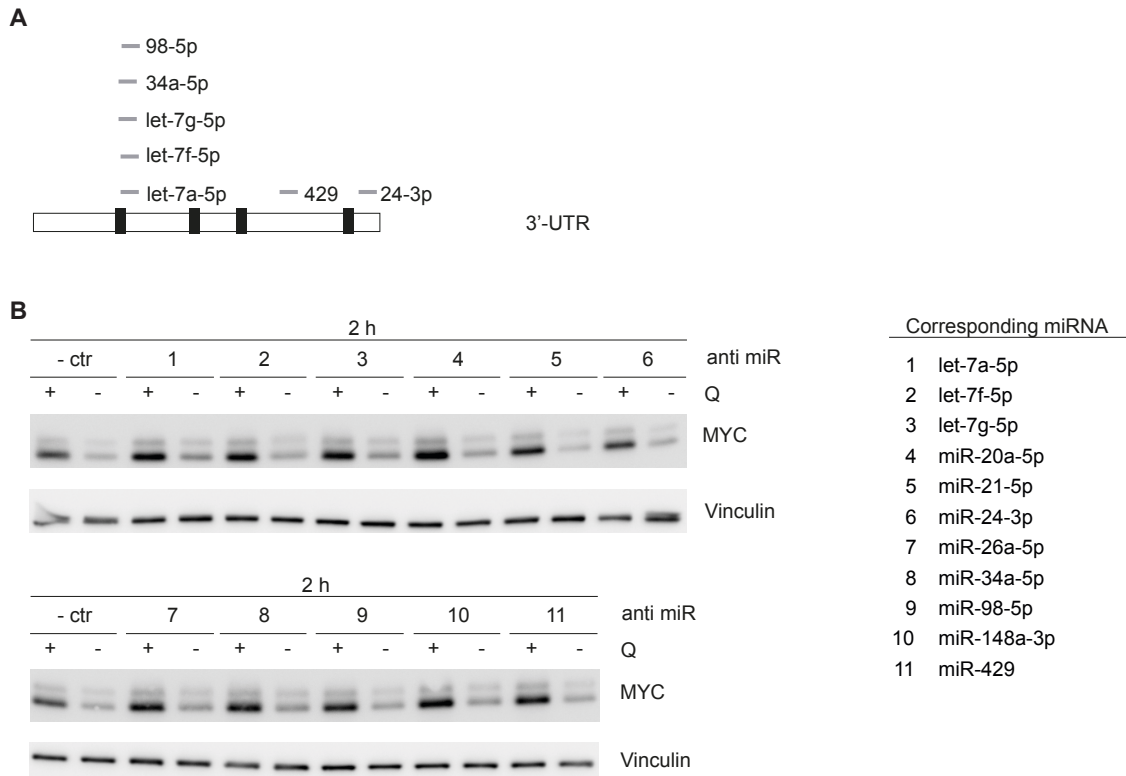 A
98-5p
34a-5p
let-7g-5p
let-7f-5p
let-7a-5p 429 24-3p
3’-UTR
B
2 h
- ctr 1 2 3 4 5 6 anti miR
+ - + - + - + - + - + - + - Q
MYC
Vinculin
2 h
- ctr 7 8 9 10 11 anti miR
+ - + - + - + - + - + - Q
MYC
Vinculin
Corresponding miRNA
1 let-7a-5p
2 let-7f-5p
3 let-7g-5p
4 miR-20a-5p
5 miR-21-5p
6 miR-24-3p
7 miR-26a-5p
8 miR-34a-5p
9 miR-98-5p
10 miR-148a-3p
11 miR-429